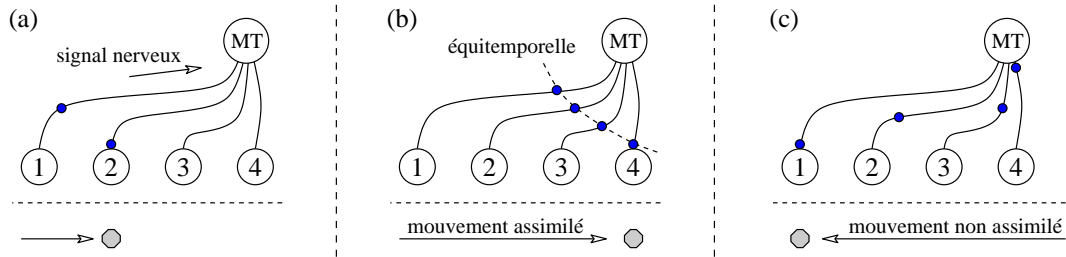 (a)
MT
signal nerveux
1 2 3 4
(b)
MT
équitemporelle
1 2 3 4
mouvement assimilé
(c)
MT
1 2 3 4
mouvement non assimilé